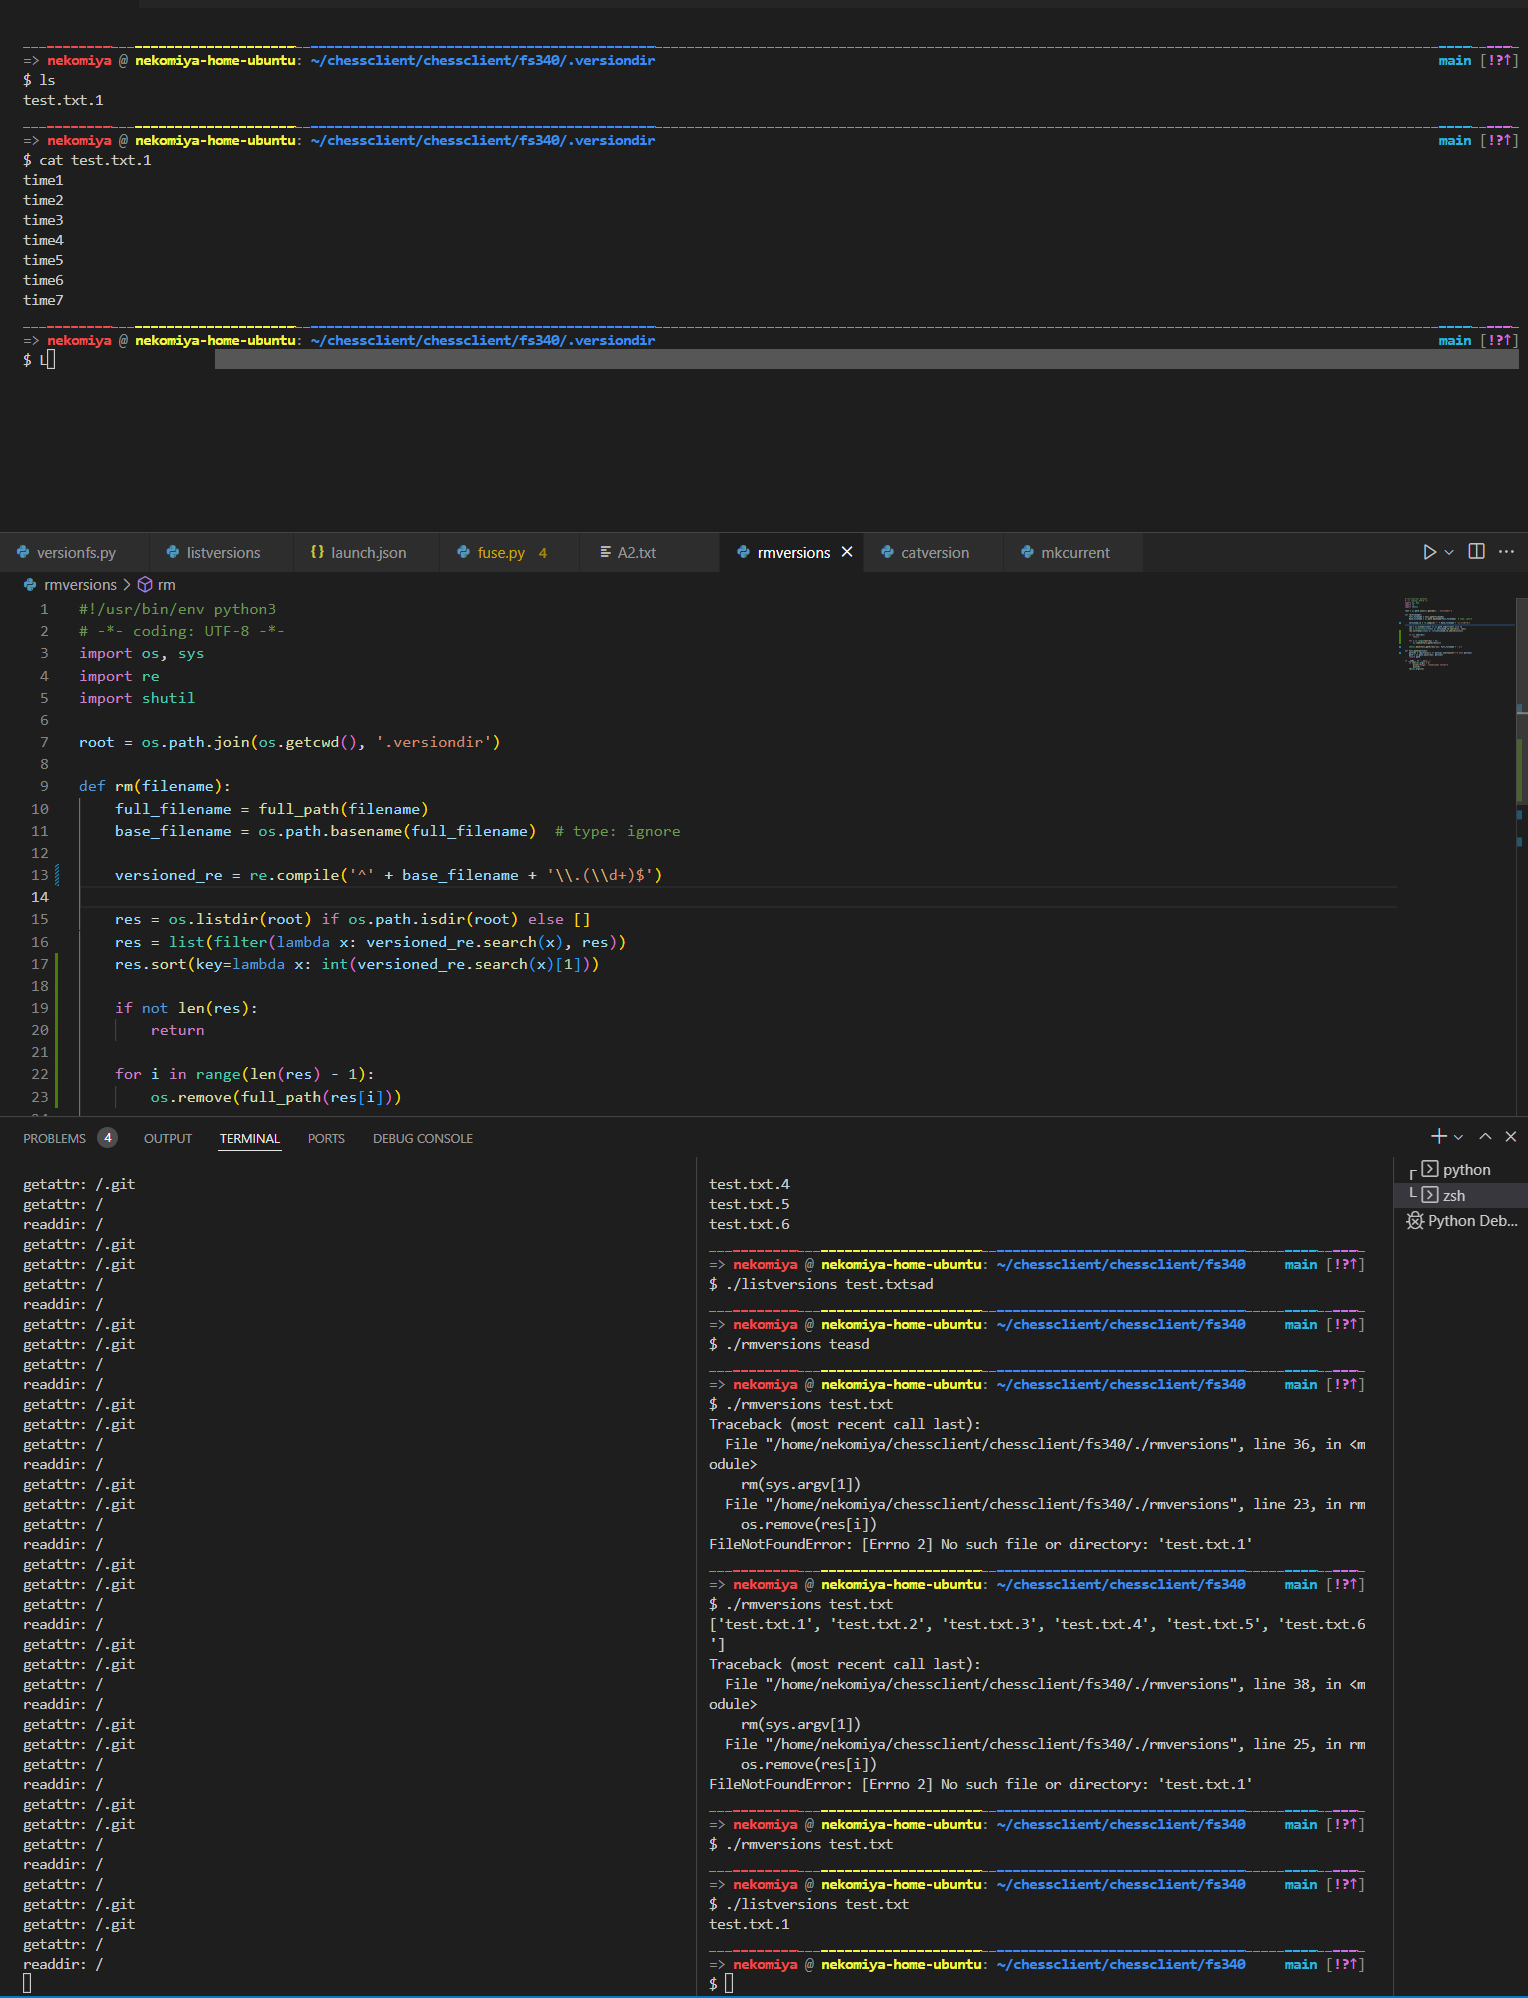 => nekomiya @ nekomiya-home-ubuntu: ~/chessclient/chessclient/fs340/.versiondir main [!?↑]
$ ls
test.txt.1
=> nekomiya @ nekomiya-home-ubuntu: ~/chessclient/chessclient/fs340/.versiondir main [!?↑]
$ cat test.txt.1
time1
time2
time3
time4
time5
time6
time7
=> nekomiya @ nekomiya-home-ubuntu: ~/chessclient/chessclient/fs340/.versiondir main [!?↑]
$ L
versionfs.py listversions {} launch.json fuse.py 4 A2.txt rmversions catversion mkcurrent
rmversions > rm
1 #!/usr/bin/env python3
2 # -*- coding: UTF-8 -*-
3 import os, sys
4 import re
5 import shutil
6
7 root = os.path.join(os.getcwd(), '.versiondir')
8
9 def rm(filename):
10 full_filename = full_path(filename)
11 base_filename = os.path.basename(full_filename)  # type: ignore
12
13 versioned_re = re.compile('^' + base_filename + '\\.(\\d+)$')
14
15 res = os.listdir(root) if os.path.isdir(root) else []
16 res = list(filter(lambda x: versioned_re.search(x), res))
17 res.sort(key=lambda x: int(versioned_re.search(x)[1]))
18
19 if not len(res):
20 return
21
22 for i in range(len(res) - 1):
23 os.remove(full_path(res[i]))
PROBLEMS 4 OUTPUT TERMINAL PORTS DEBUG CONSOLE
getattr: /.git
getattr: /
readdir: /
getattr: /.git
getattr: /.git
getattr: /
readdir: /
getattr: /.git
getattr: /.git
getattr: /
readdir: /
getattr: /.git
getattr: /.git
getattr: /
readdir: /
getattr: /.git
getattr: /.git
getattr: /
readdir: /
getattr: /.git
getattr: /.git
getattr: /
readdir: /
getattr: /.git
getattr: /.git
getattr: /
readdir: /
getattr: /.git
getattr: /.git
getattr: /
readdir: /
getattr: /.git
getattr: /.git
getattr: /
readdir: /
getattr: /
getattr: /.git
getattr: /.git
getattr: /
readdir: /
test.txt.4
test.txt.5
test.txt.6
=> nekomiya @ nekomiya-home-ubuntu: ~/chessclient/chessclient/fs340 main [!?↑]
$ ./listversions test.txtsad
=> nekomiya @ nekomiya-home-ubuntu: ~/chessclient/chessclient/fs340 main [!?↑]
$ ./rmversions teasd
=> nekomiya @ nekomiya-home-ubuntu: ~/chessclient/chessclient/fs340 main [!?↑]
$ ./rmversions test.txt
Traceback (most recent call last):
File "/home/nekomiya/chessclient/chessclient/fs340/./rmversions", line 36, in <m
odule>
rm(sys.argv[1])
File "/home/nekomiya/chessclient/chessclient/fs340/./rmversions", line 23, in rm
os.remove(res[i])
FileNotFoundError: [Errno 2] No such file or directory: 'test.txt.1'
=> nekomiya @ nekomiya-home-ubuntu: ~/chessclient/chessclient/fs340 main [!?↑]
$ ./rmversions test.txt
['test.txt.1', 'test.txt.2', 'test.txt.3', 'test.txt.4', 'test.txt.5', 'test.txt.6
']
Traceback (most recent call last):
File "/home/nekomiya/chessclient/chessclient/fs340/./rmversions", line 38, in <m
odule>
rm(sys.argv[1])
File "/home/nekomiya/chessclient/chessclient/fs340/./rmversions", line 25, in rm
os.remove(res[i])
FileNotFoundError: [Errno 2] No such file or directory: 'test.txt.1'
=> nekomiya @ nekomiya-home-ubuntu: ~/chessclient/chessclient/fs340 main [!?↑]
$ ./rmversions test.txt
=> nekomiya @ nekomiya-home-ubuntu: ~/chessclient/chessclient/fs340 main [!?↑]
$ ./listversions test.txt
test.txt.1
=> nekomiya @ nekomiya-home-ubuntu: ~/chessclient/chessclient/fs340 main [!?↑]
$
python
zsh
Python Deb...